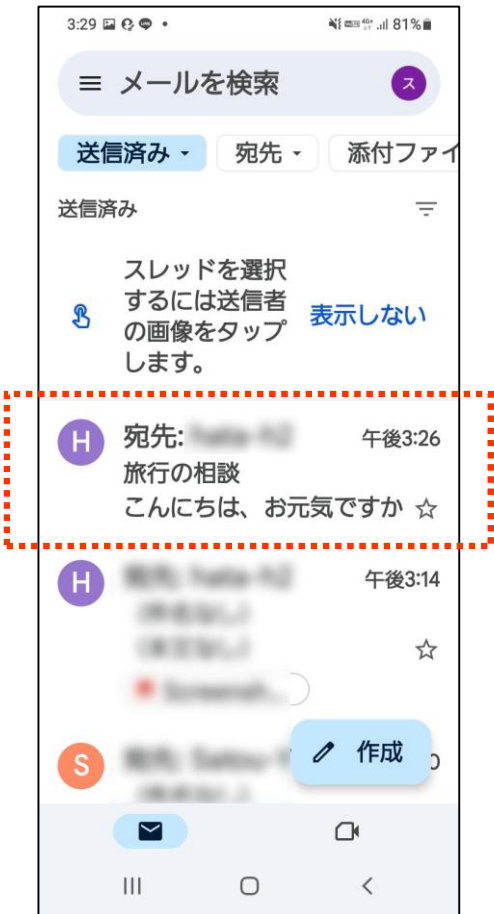 3:29 81%
メールを検索 ス
送信済み 宛先 添付ファイ
送信済み
スレッドを選択
するには送信者
の画像をタップ
します。
表示しない
H 宛先: 午後3:26
旅行の相談
こんにちは、お元気ですか
H 午後3:14
S
作成